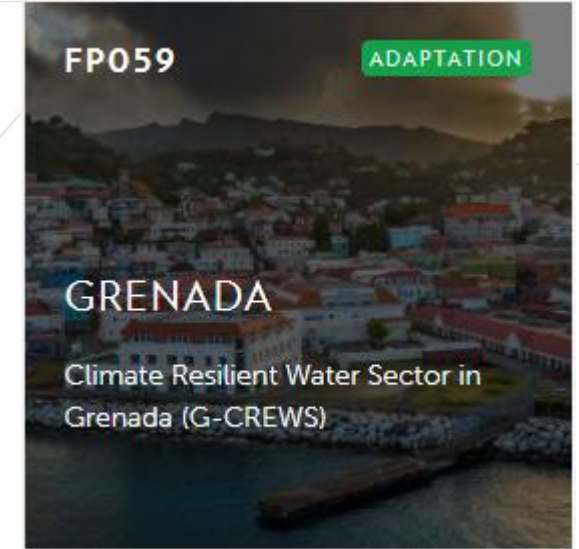 FP059
ADAPTATION
GRENADA
Climate Resilient Water Sector in
Grenada (G-CREWS)